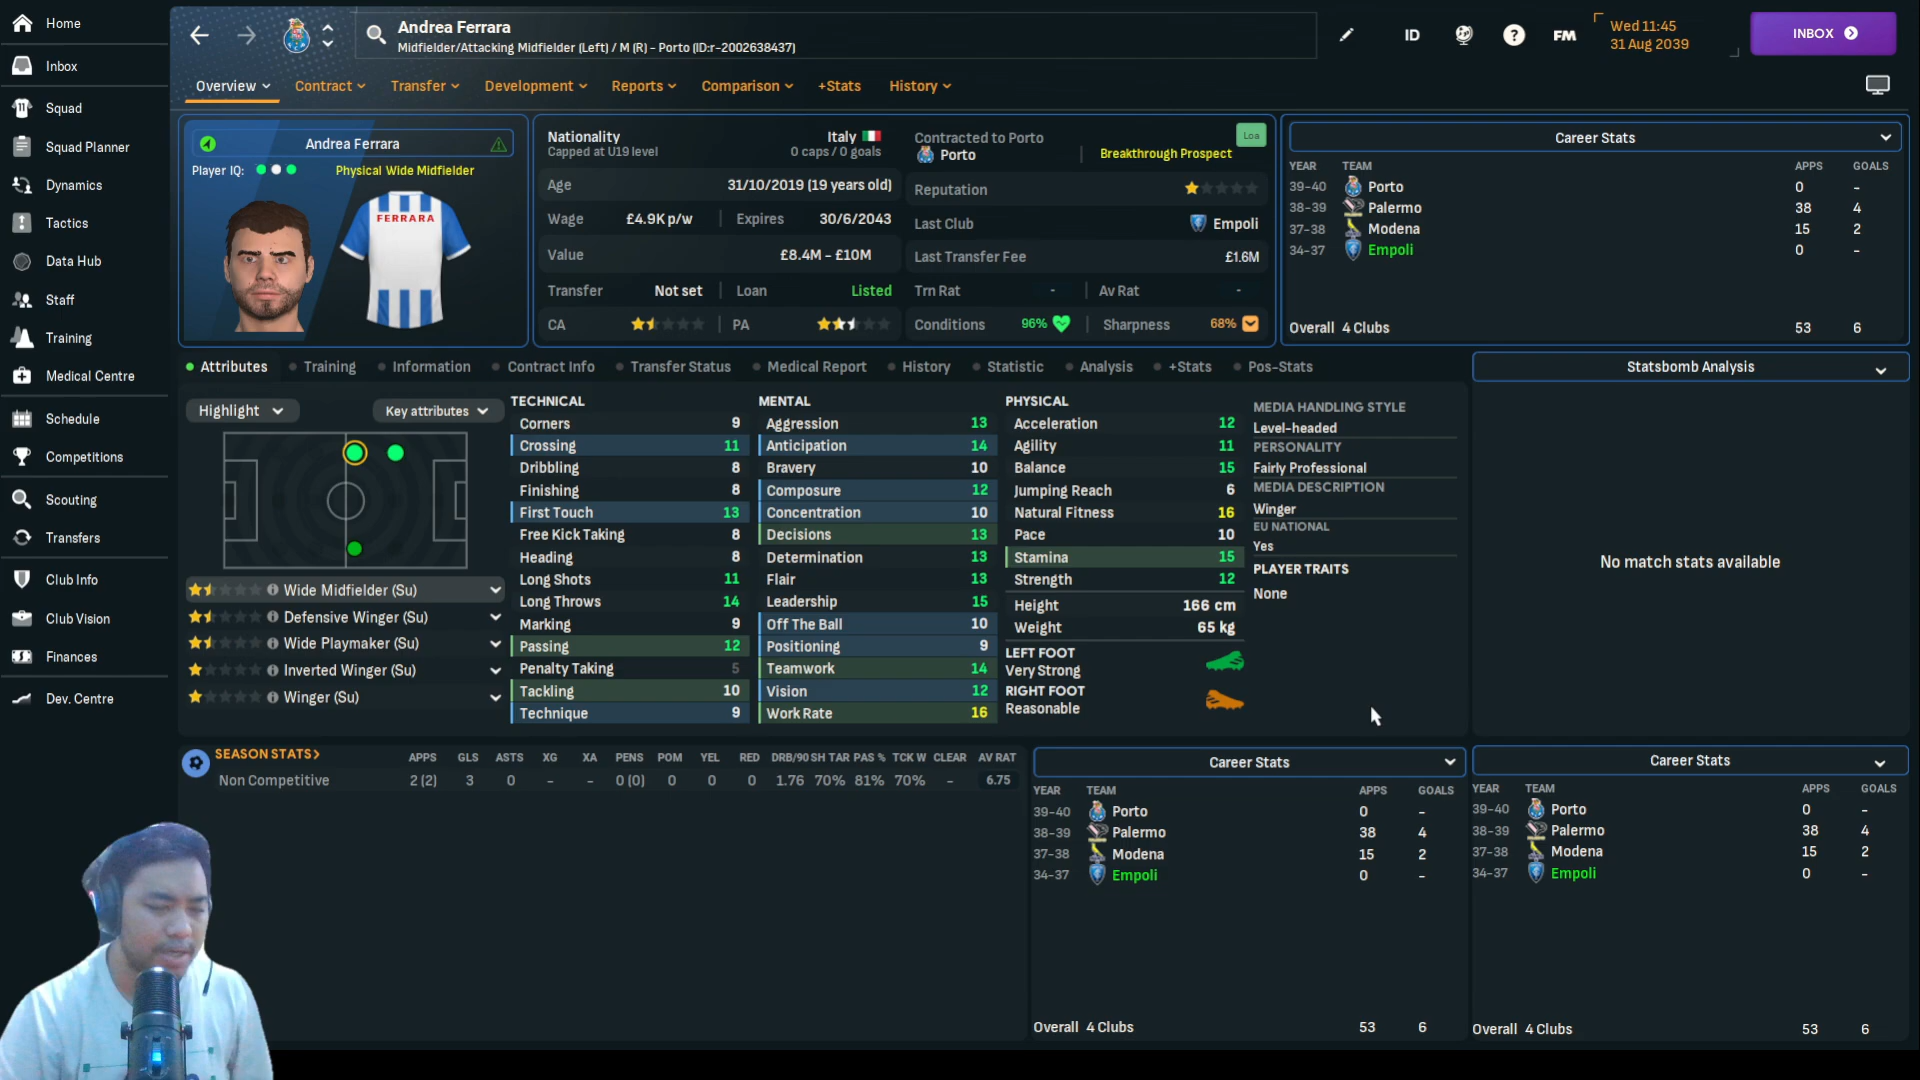 Home
Inbox
Squad
Squad Planner
Dynamics
Tactics
Data Hub
Staff
Training
Medical Centre
Schedule
Competitions
Scouting
Transfers
Club Info
Club Vision
Finances
Dev. Centre
Andrea Ferrara
Midfielder/Attacking Midfielder (Left) / M (R) - Porto (ID:r-2002638437)
ID
?
FM
Wed 11:45
31 Aug 2039
INBOX
Overview Contract Transfer Development Reports Comparison +Stats History
Andrea Ferrara
Player IQ: Physical Wide Midfielder
FERRARA
Nationality Italy
Capped at U19 level 0 caps / 0 goals
Age 31/10/2019 (19 years old)
Wage £4.9K p/w Expires 30/6/2043
Value £8.4M - £10M
Transfer Not set Loan Listed
CA PA
Contracted to Porto Loa
Porto Breakthrough Prospect
Reputation
Last Club Empoli
Last Transfer Fee £1.6M
Trn Rat - Av Rat -
Conditions 96% Sharpness 68%
Career Stats
YEAR TEAM APPS GOALS
39-40 Porto 0 -
38-39 Palermo 38 4
37-38 Modena 15 2
34-37 Empoli 0 -
Overall 4 Clubs 53 6
Attributes Training Information Contract Info Transfer Status Medical Report History Statistic Analysis +Stats Pos-Stats
Highlight Key attributes
Wide Midfielder (Su)
Defensive Winger (Su)
Wide Playmaker (Su)
Inverted Winger (Su)
Winger (Su)
TECHNICAL
Corners 9
Crossing 11
Dribbling 8
Finishing 8
First Touch 13
Free Kick Taking 8
Heading 8
Long Shots 11
Long Throws 14
Marking 9
Passing 12
Penalty Taking 5
Tackling 10
Technique 9
MENTAL
Aggression 13
Anticipation 14
Bravery 10
Composure 12
Concentration 10
Decisions 13
Determination 13
Flair 13
Leadership 15
Off The Ball 10
Positioning 9
Teamwork 14
Vision 12
Work Rate 16
PHYSICAL
Acceleration 12
Agility 11
Balance 15
Jumping Reach 6
Natural Fitness 16
Pace 10
Stamina 15
Strength 12
Height 166 cm
Weight 65 kg
LEFT FOOT
Very Strong
RIGHT FOOT
Reasonable
MEDIA HANDLING STYLE
Level-headed
PERSONALITY
Fairly Professional
MEDIA DESCRIPTION
Winger
EU NATIONAL
Yes
PLAYER TRAITS
None
Statsbomb Analysis
No match stats available
SEASON STATS> APPS GLS ASTS XG XA PENS POM YEL RED DRB/90 SH TAR PAS % TCK W CLEAR AV RAT
Non Competitive 2 (2) 3 0 - - 0 (0) 0 0 0 1.76 70% 81% 70% - 6.75
Career Stats
YEAR TEAM APPS GOALS
39-40 Porto 0 -
38-39 Palermo 38 4
37-38 Modena 15 2
34-37 Empoli 0 -
Overall 4 Clubs 53 6
Career Stats
YEAR TEAM APPS GOALS
39-40 Porto 0 -
38-39 Palermo 38 4
37-38 Modena 15 2
34-37 Empoli 0 -
Overall 4 Clubs 53 6